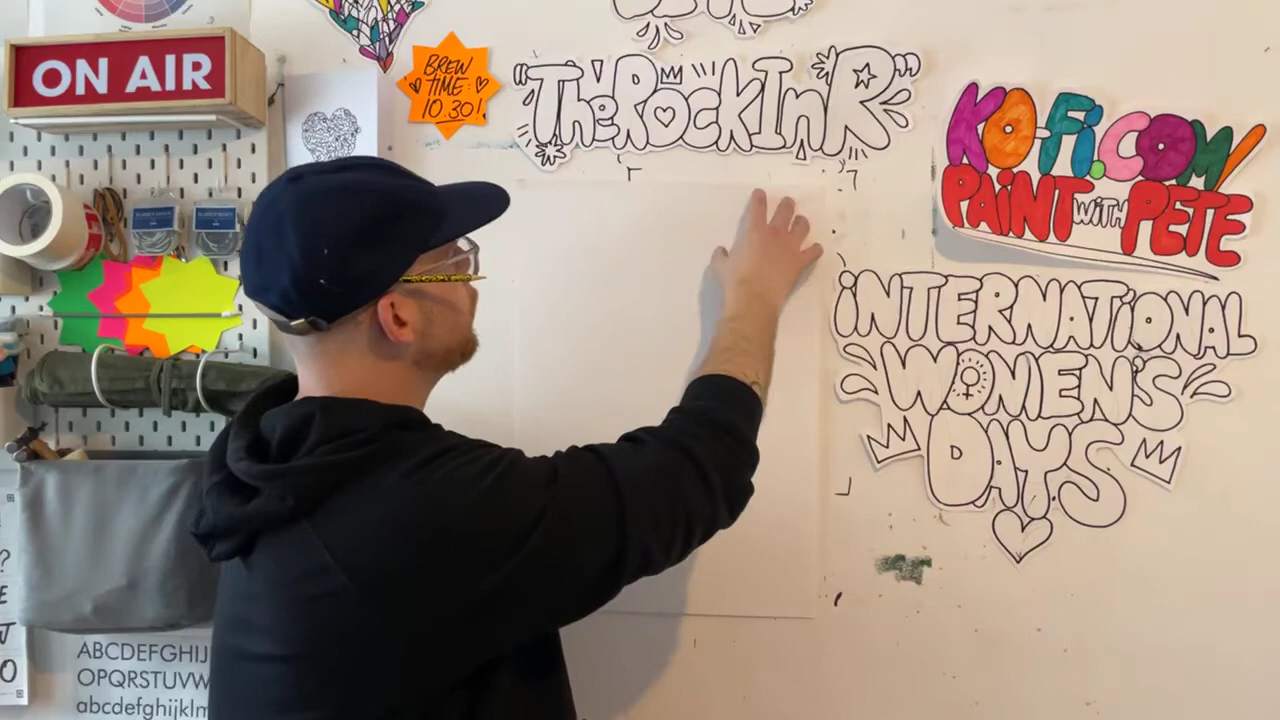 ON AIR
BREW
TIME:
10.30!
"TheRockInR"
KO-Fi.COM/
PAiNT WiTH PETE
iNTERNATiONAL
WOMEN'S
DAYS
ABCDEFGHIJ
OPQRSTUVW
abcdefghijklm